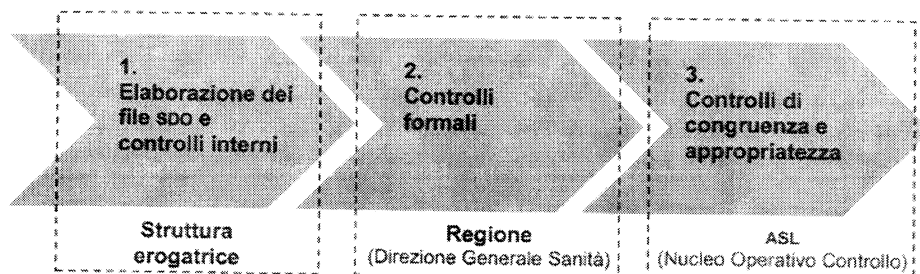 1.
Elaborazione dei
file SDO e
controlli interni
Struttura
erogatrice
2.
Controlli
formali
Regione
(Direzione Generale Sanità)
3.
Controlli di
congruenza e
appropriatezza
ASL
(Nucleo Operativo Controllo)